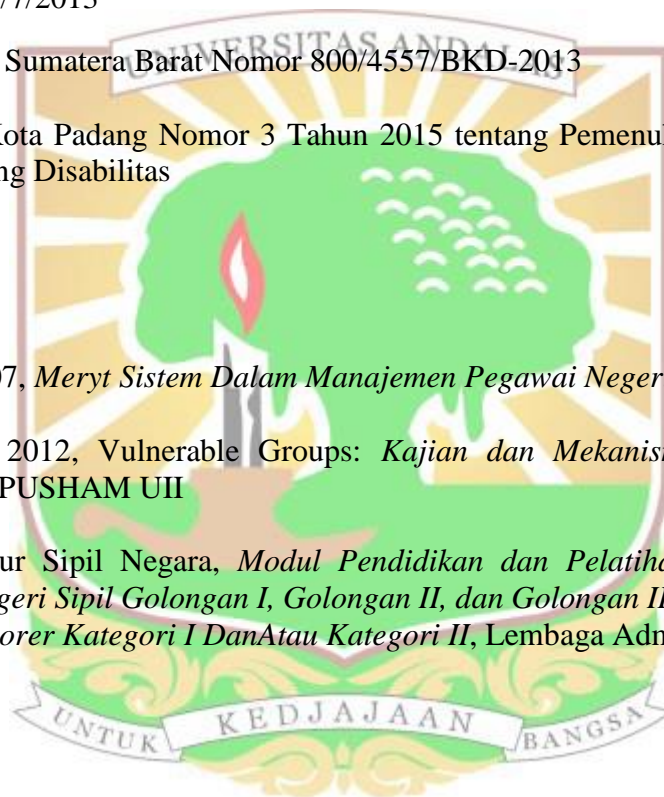 /7/2013
UNIVERSITAS ANDALAS
Sumatera Barat Nomor 800/4557/BKD-2013
Kota Padang Nomor 3 Tahun 2015 tentang Pemenu
ng Disabilitas
07, Meryt Sistem Dalam Manajemen Pegawai Neger
2012, Vulnerable Groups: Kajian dan Mekanis
PUSHAM UII
ur Sipil Negara, Modul Pendidikan dan Pelatiha
geri Sipil Golongan I, Golongan II, dan Golongan II
orer Kategori I DanAtau Kategori II, Lembaga Adm
UNTUK KEDJAJAAN BANGSA